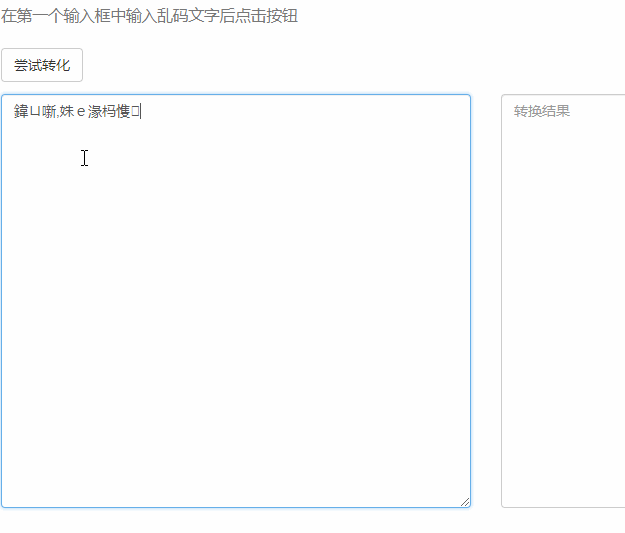 在第一个输入框中输入乱码文字后点击按钮
尝试转化
鍏ㄩ噺,姝ｅ湪杩愯□
转换结果